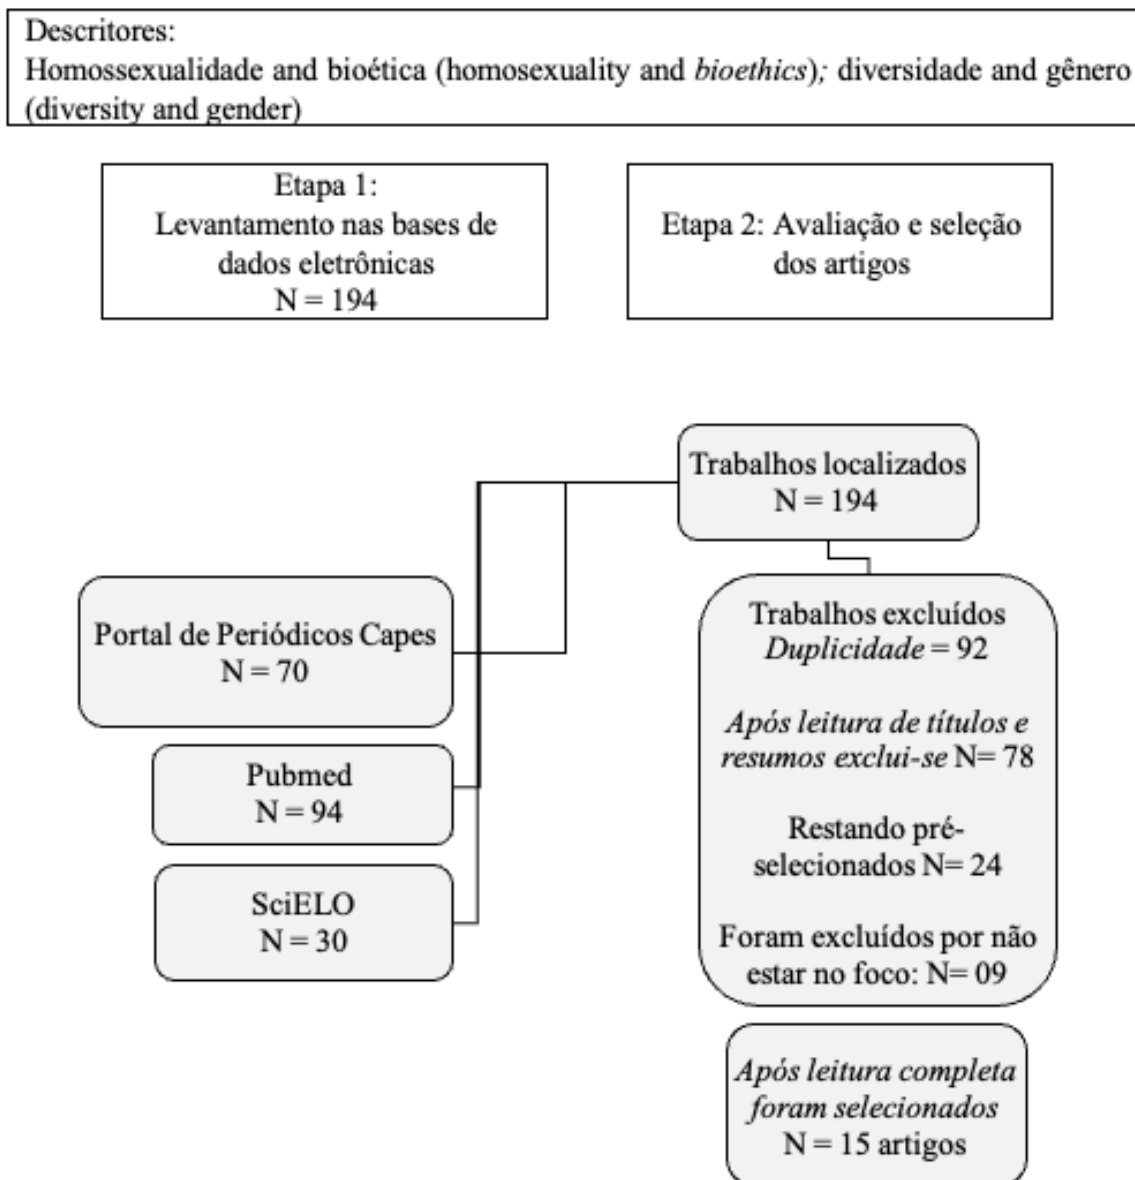 Descritores:
Homossexualidade and bioética (homosexuality and bioethics); diversidade and gênero
(diversity and gender)
Etapa 1:
Levantamento nas bases de
dados eletrônicas
N = 194
Etapa 2: Avaliação e seleção
dos artigos
Trabalhos localizados
N = 194
Portal de Periódicos Capes
N = 70
Pubmed
N = 94
SciELO
N = 30
Trabalhos excluídos
Duplicidade = 92
Após leitura de títulos e
resumos exclui-se N= 78
Restando pré-
selecionados N= 24
Foram excluídos por não
estar no foco: N= 09
Após leitura completa
foram selecionados
N = 15 artigos